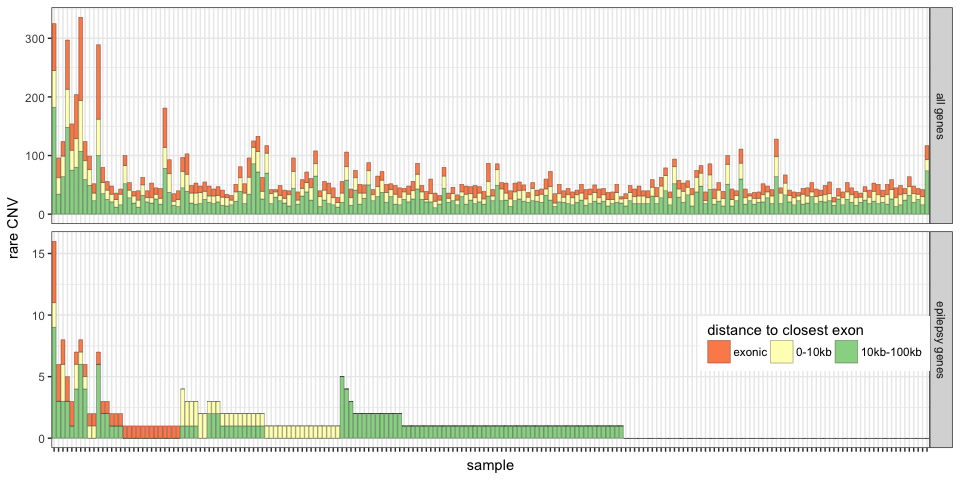 300
200
100
0
all genes
rare CNV
15
10
5
0
epilepsy genes
distance to closest exon
exonic 0-10kb 10kb-100kb
sample